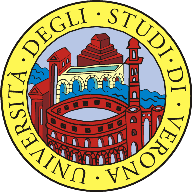 UNIVERSITÀ · DEGLI · STUDI · DI · VERONA ·